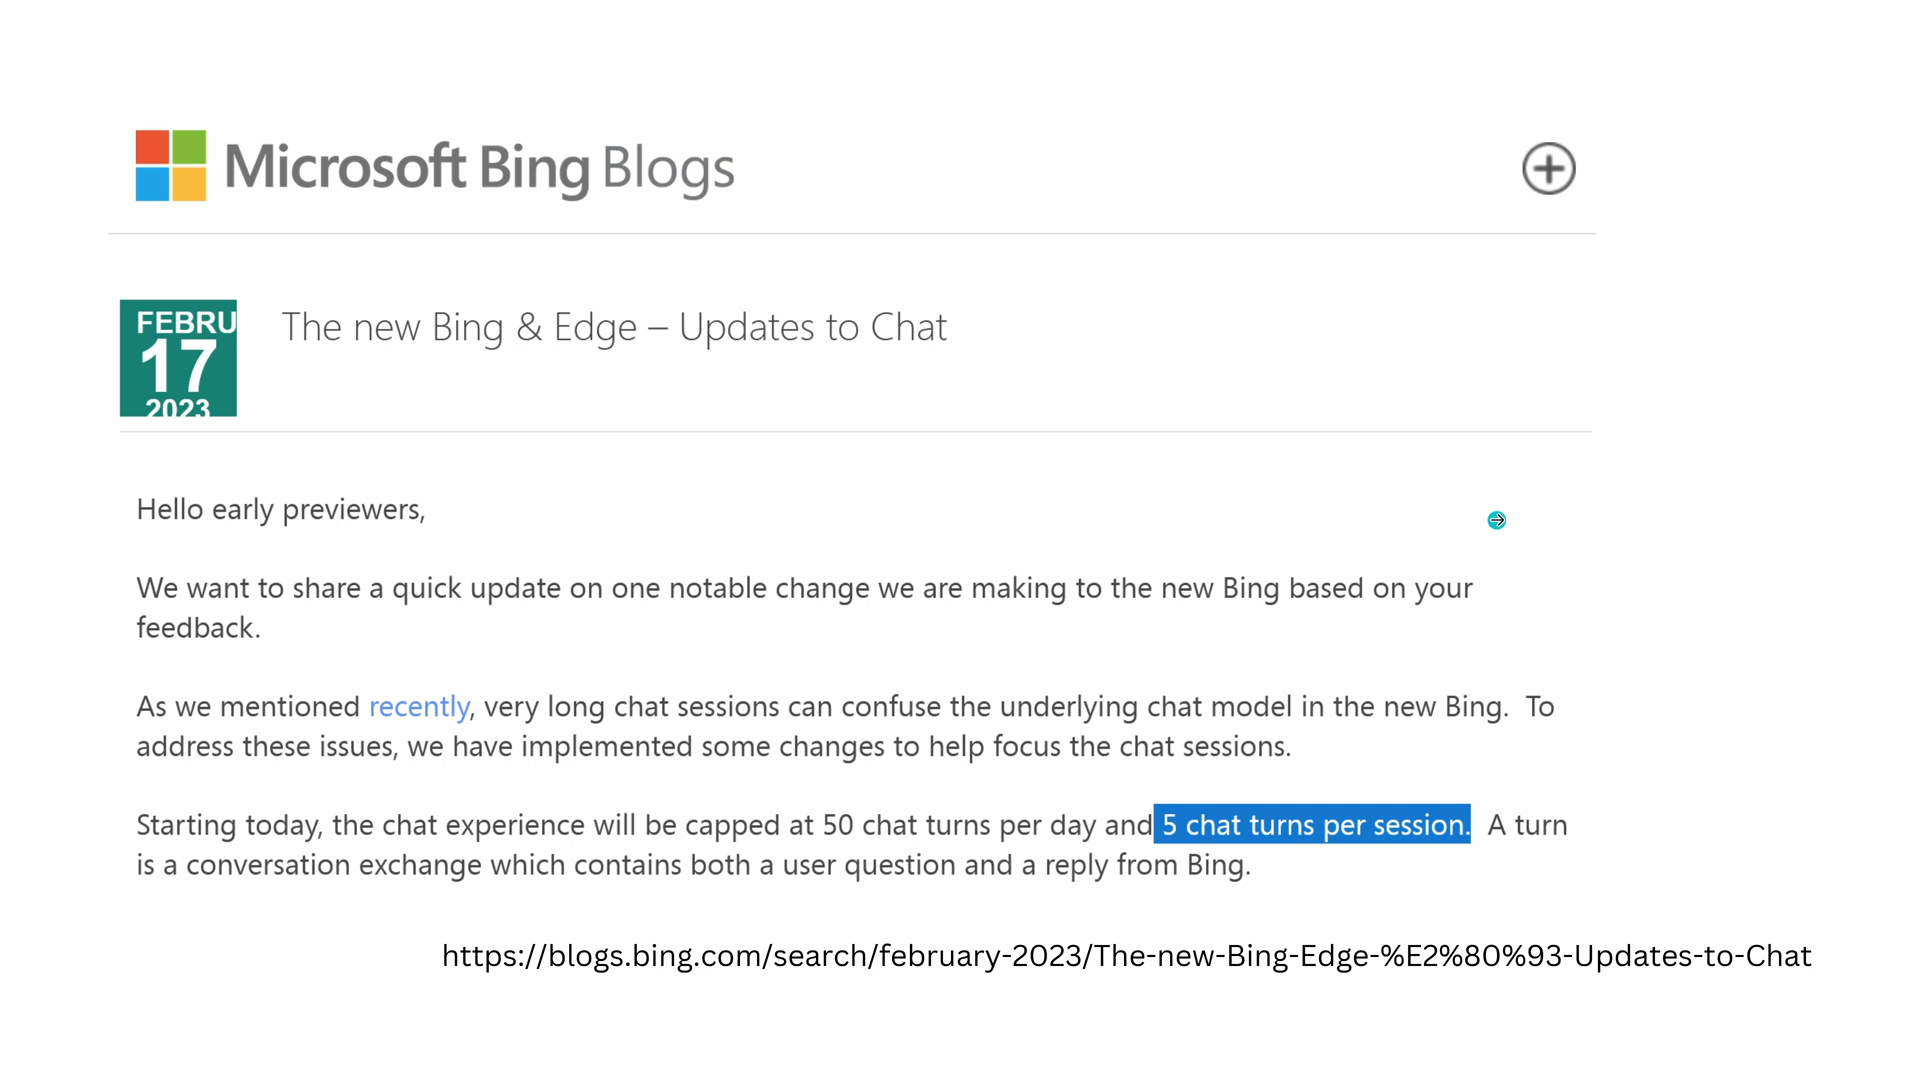 Microsoft Bing Blogs
FEBRU
17
2023
The new Bing & Edge – Updates to Chat
Hello early previewers,
We want to share a quick update on one notable change we are making to the new Bing based on your
feedback.
As we mentioned recently, very long chat sessions can confuse the underlying chat model in the new Bing.  To
address these issues, we have implemented some changes to help focus the chat sessions.
Starting today, the chat experience will be capped at 50 chat turns per day and 5 chat turns per session.  A turn
is a conversation exchange which contains both a user question and a reply from Bing.
https://blogs.bing.com/search/february-2023/The-new-Bing-Edge-%E2%80%93-Updates-to-Chat